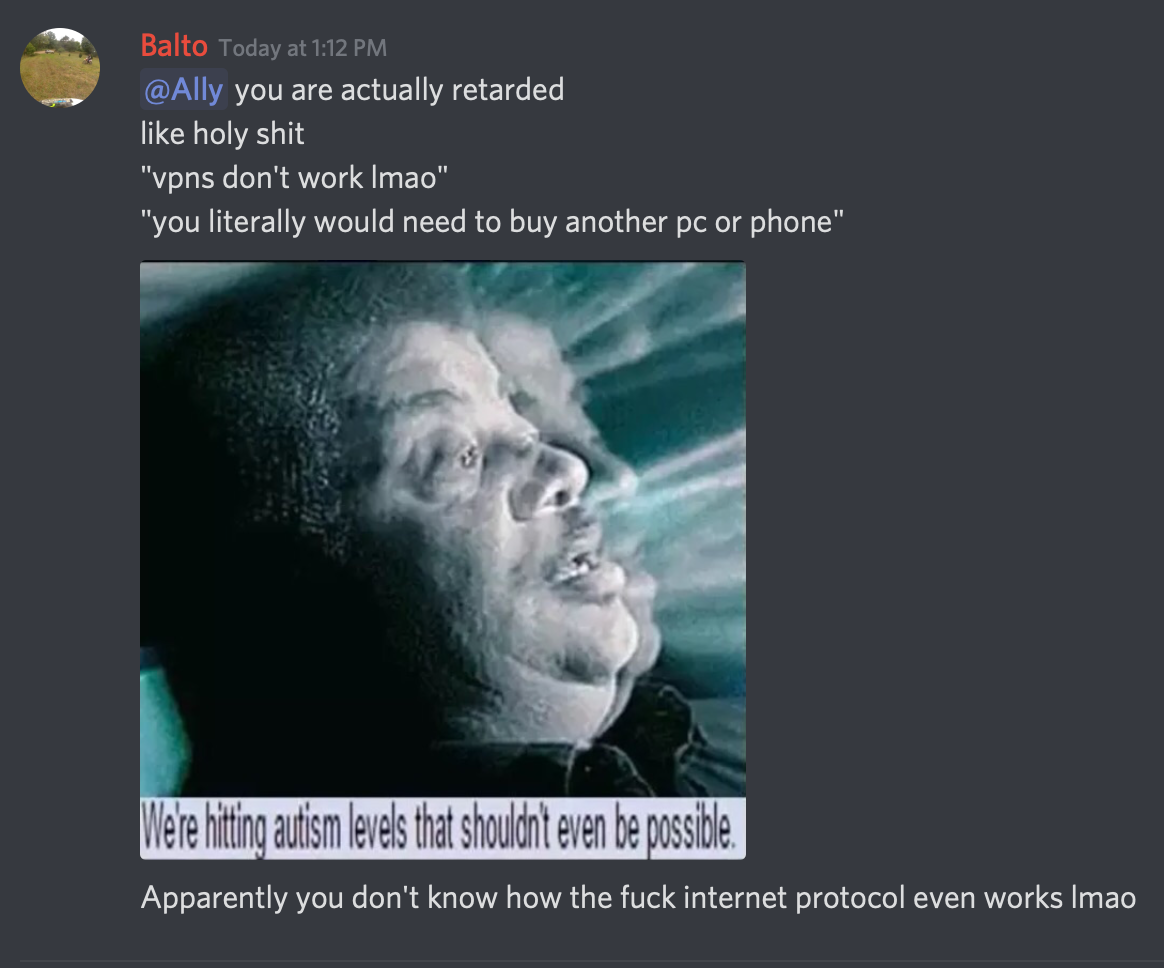 Balto Today at 1:12 PM
@Ally you are actually retarded
like holy shit
"vpns don't work lmao"
"you literally would need to buy another pc or phone"
We're hitting autism levels that shouldn't even be possible.
Apparently you don't know how the fuck internet protocol even works lmao